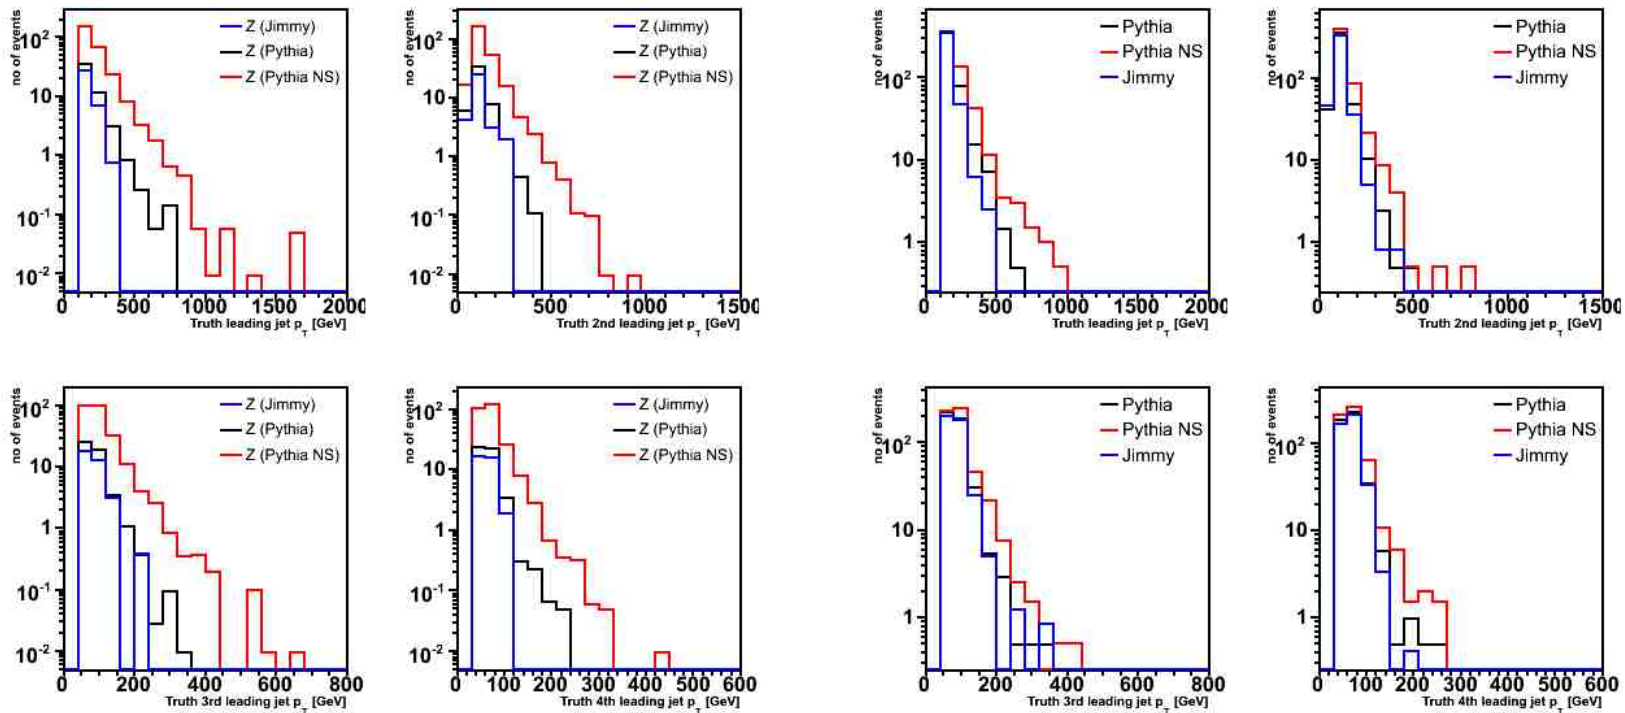 no of events
10²
10
1
10⁻¹
10⁻²
Z (Jimmy)
Z (Pythia)
Z (Pythia NS)
0 500 1000 1500 2000
Truth leading jet p_T [GeV]
no of events
10²
10
1
10⁻¹
10⁻²
Z (Jimmy)
Z (Pythia)
Z (Pythia NS)
0 500 1000 1500
Truth 2nd leading jet p_T [GeV]
no of events
10²
10
1
Pythia
Pythia NS
Jimmy
0 500 1000 1500 2000
Truth leading jet p_T [GeV]
no of events
10²
10
1
Pythia
Pythia NS
Jimmy
0 500 1000 1500
Truth 2nd leading jet p_T [GeV]
no of events
10²
10
1
10⁻¹
10⁻²
Z (Jimmy)
Z (Pythia)
Z (Pythia NS)
0 200 400 600 800
Truth 3rd leading jet p_T [GeV]
no of events
10²
10
1
10⁻¹
10⁻²
Z (Jimmy)
Z (Pythia)
Z (Pythia NS)
0 100 200 300 400 500 600
Truth 4th leading jet p_T [GeV]
no of events
10²
10
1
Pythia
Pythia NS
Jimmy
0 200 400 600 800
Truth 3rd leading jet p_T [GeV]
no of events
10²
10
1
Pythia
Pythia NS
Jimmy
0 100 200 300 400 500 600
Truth 4th leading jet p_T [GeV]